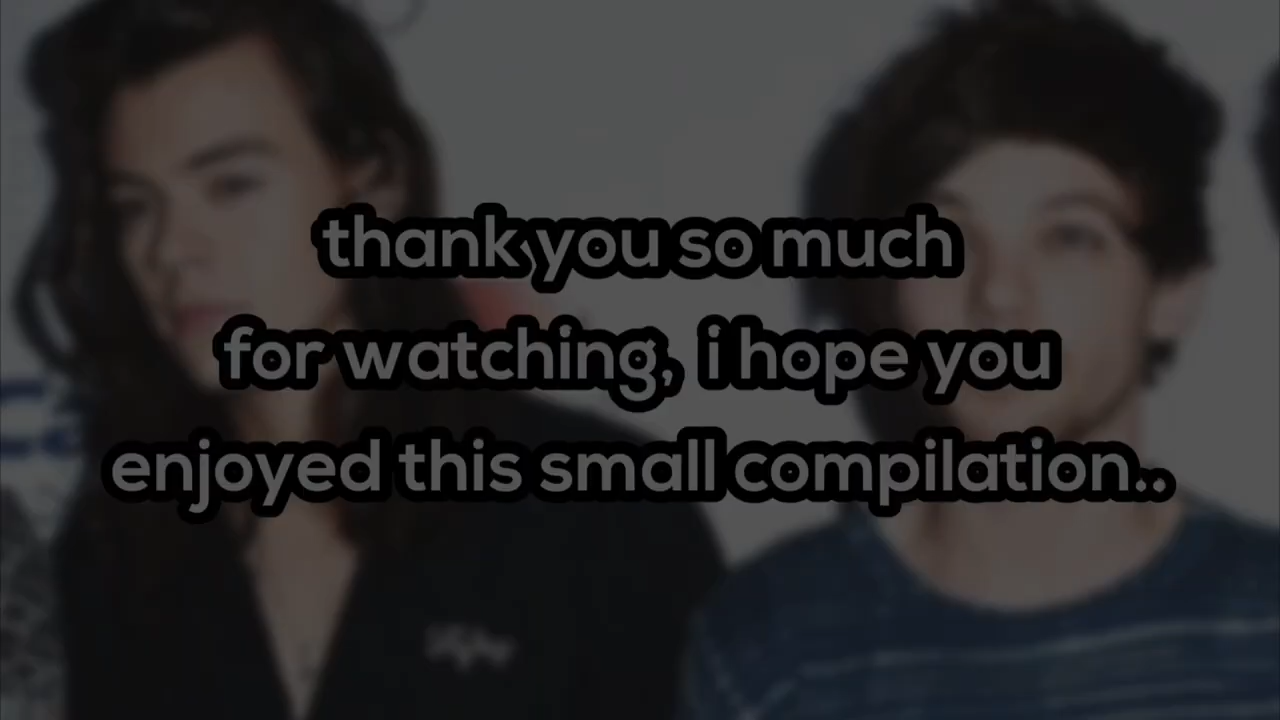 thank you so much
for watching, i hope you
enjoyed this small compilation..